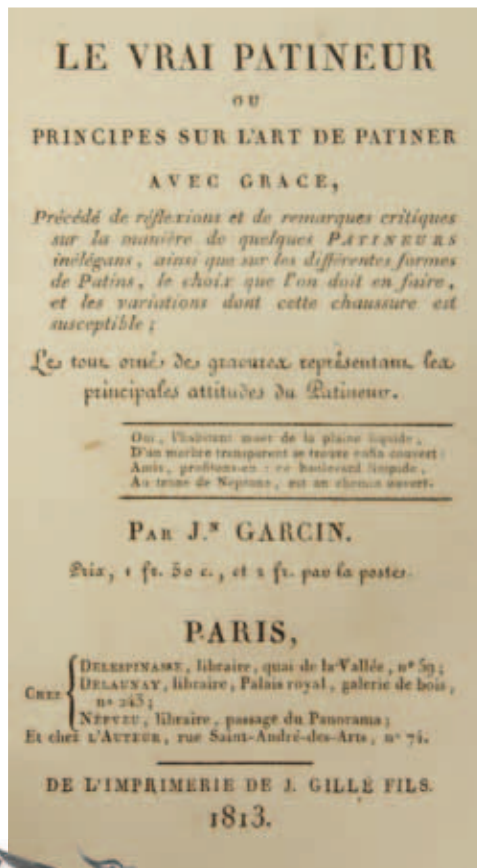 LE VRAI PATINEUR
OU
PRINCIPES SUR L'ART DE PATINER
AVEC GRACE,
Précédé de réflexions et de remarques critiques
sur la manière de quelques PATINEURS
inélégans, ainsi que sur les différentes formes
de Patins, le choix que l'on doit en faire,
et les variations dont cette chaussure est
susceptible;
Le tout orné de gravures représentant les
principales attitudes du Patineur.
Oui, l'habitant muet de la plaine liquide,
D'un marbre transparent se trouve enfin couvert:
Amis, profitons-en: ce boulevard limpide,
Au trône de Neptune, est un chemin ouvert.
PAR J.N GARCIN.
Prix, 1 fr. 50 c., et 2 fr. par la poste.
PARIS,
CHEZ DELESPINASSE, libraire, quai de la Vallée, n° 59;
DELAUNAY, libraire, Palais royal, galerie de bois,
n° 243;
NÉPVEU, libraire, passage du Panorama;
Et chez L'AUTEUR, rue Saint-André-des-Arts, n° 74.
DE L'IMPRIMERIE DE J. GILLÉ FILS.
1813.